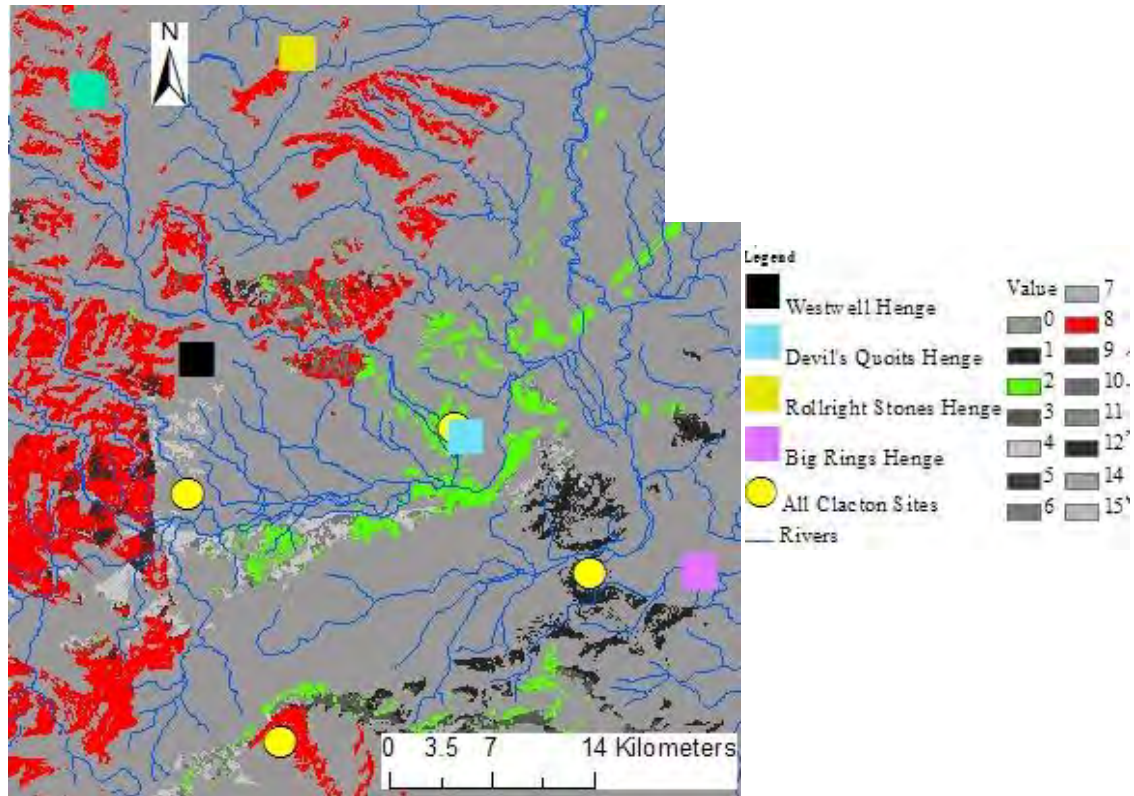 N
0 3.5 7 14 Kilometers
Legend
Westwell Henge
Devil's Quoits Henge
Rollright Stones Henge
Big Rings Henge
All Clacton Sites
Rivers
Value
0
1
2
3
4
5
6
7
8
9
10
11
12
14
15